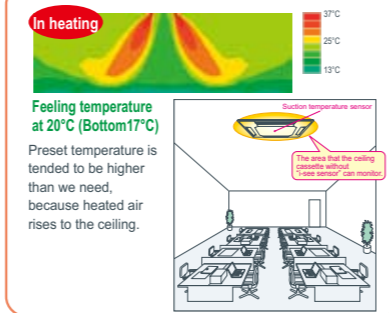 In heating
37°C
25°C
13°C
Feeling temperature
at 20°C (Bottom17°C)
Preset temperature is
tended to be higher
than we need,
because heated air
rises to the ceiling.
Suction temperature sensor
The area that the ceiling
cassette without
"i-see sensor" can monitor.